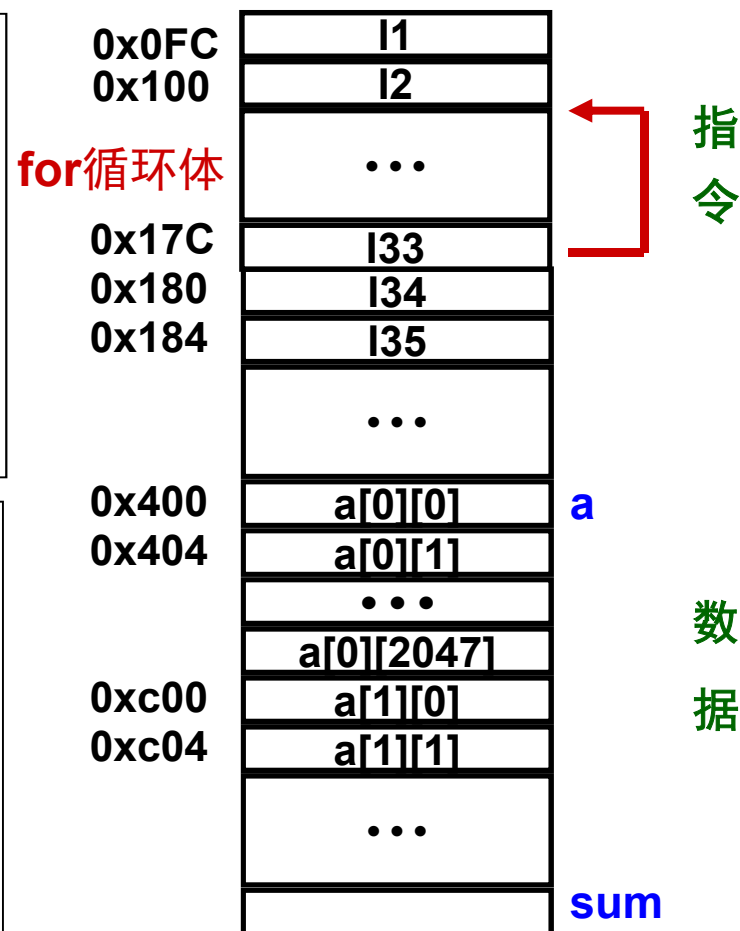 0x0FC I1
0x100 I2
for循环体 •••
0x17C I33
0x180 I34
0x184 I35
•••
指
令
0x400 a[0][0] a
0x404 a[0][1]
•••
a[0][2047]
0xc00 a[1][0]
0xc04 a[1][1]
•••
数
据
sum